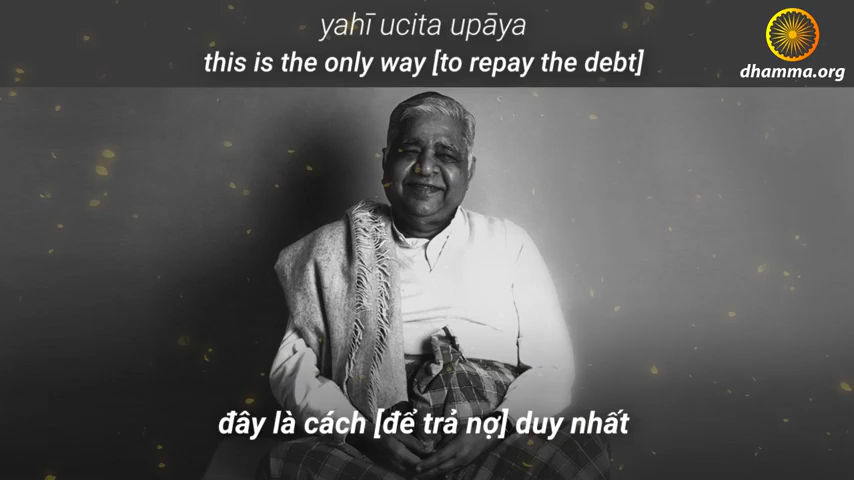 yahī ucita upāya
this is the only way [to repay the debt]
dhamma.org
đây là cách [để trả nợ] duy nhất